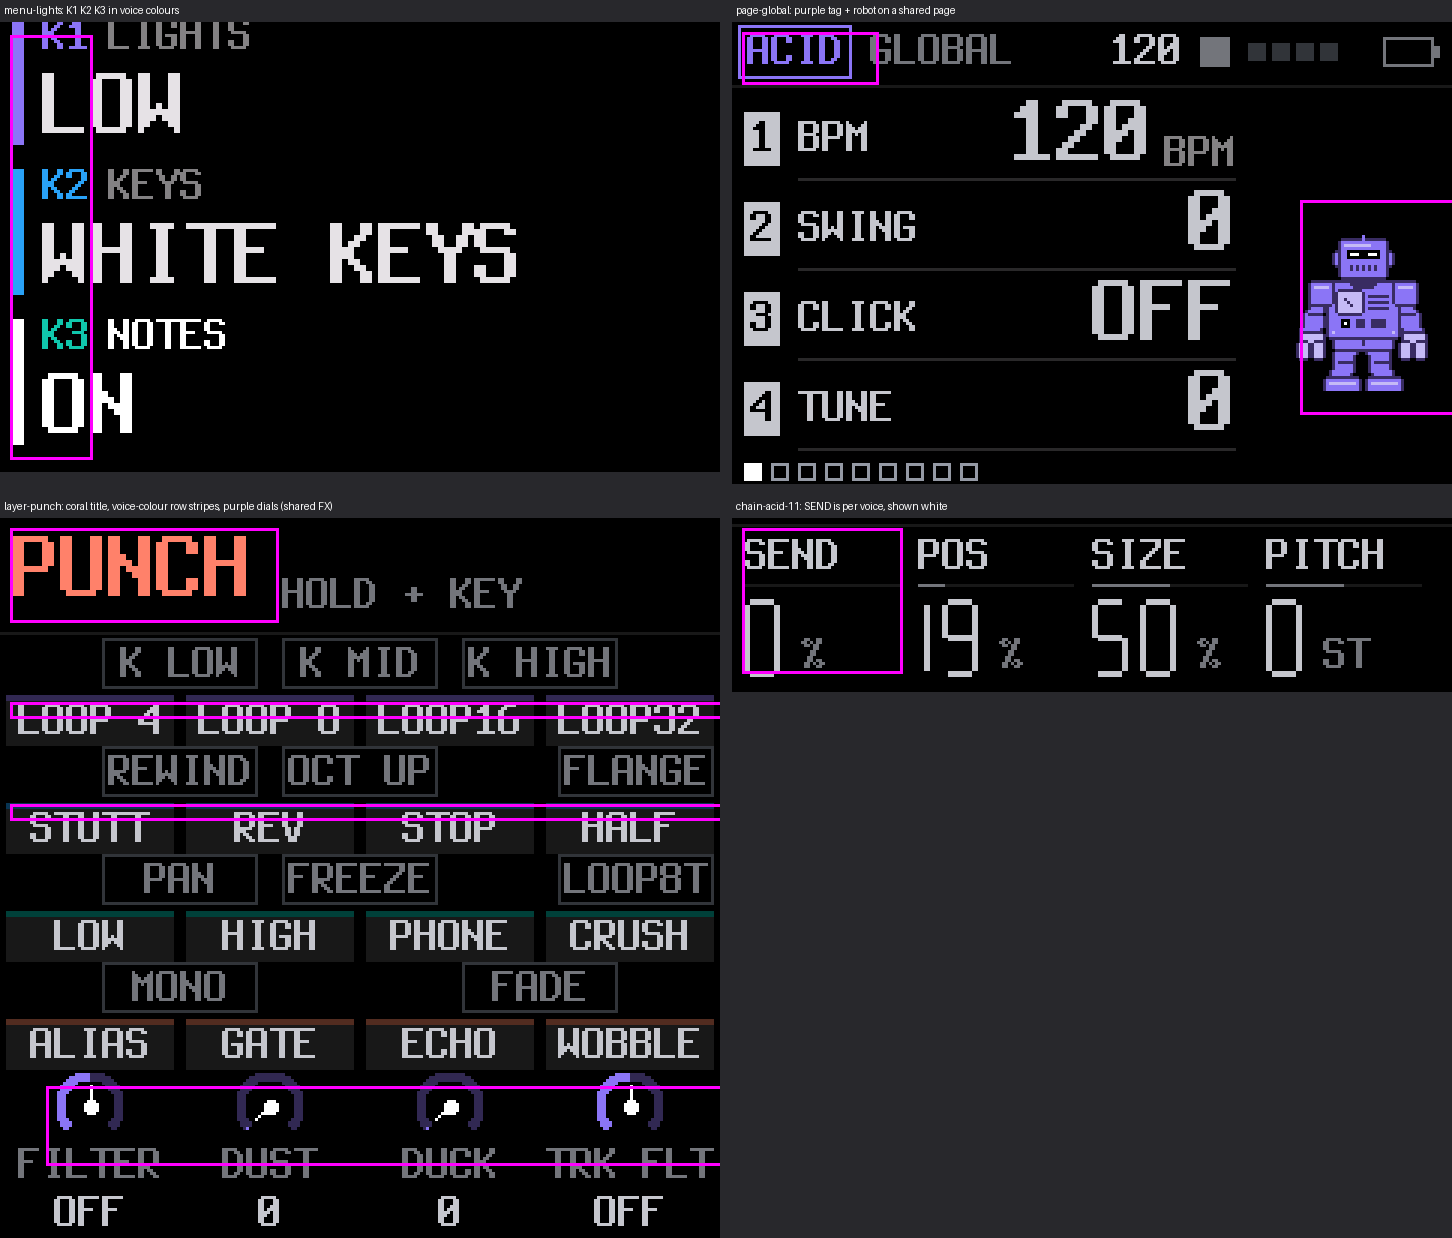 menu-lights: K1 K2 K3 in voice colours
K1 LIGHTS
LOW
K2 KEYS
WHITE KEYS
K3 NOTES
ON
page-global: purple tag + robot on a shared page
ACID GLOBAL 120
1 BPM 120 BPM
2 SWING 0
3 CLICK OFF
4 TUNE 0
layer-punch: coral title, voice-colour row stripes, purple dials (shared FX)
PUNCH HOLD + KEY
K LOW K MID K HIGH
LOOP 4 LOOP 8 LOOP16 LOOP32
REWIND OCT UP FLANGE
STUTT REV STOP HALF
PAN FREEZE LOOP8T
LOW HIGH PHONE CRUSH
MONO FADE
ALIAS GATE ECHO WOBBLE
FILTER DUST DUCK TRK FLT
OFF 0 0 OFF
chain-acid-11: SEND is per voice, shown white
SEND POS SIZE PITCH
0 % 19 % 50 % 0 ST